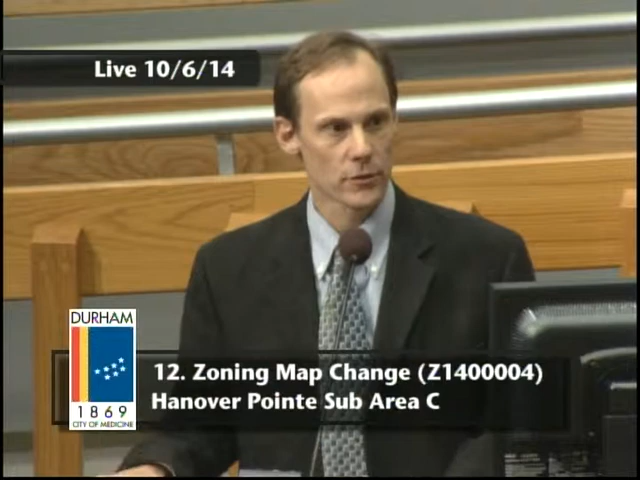 Live 10/6/14
DURHAM
1869
CITY OF MEDICINE
12. Zoning Map Change (Z1400004)
Hanover Pointe Sub Area C